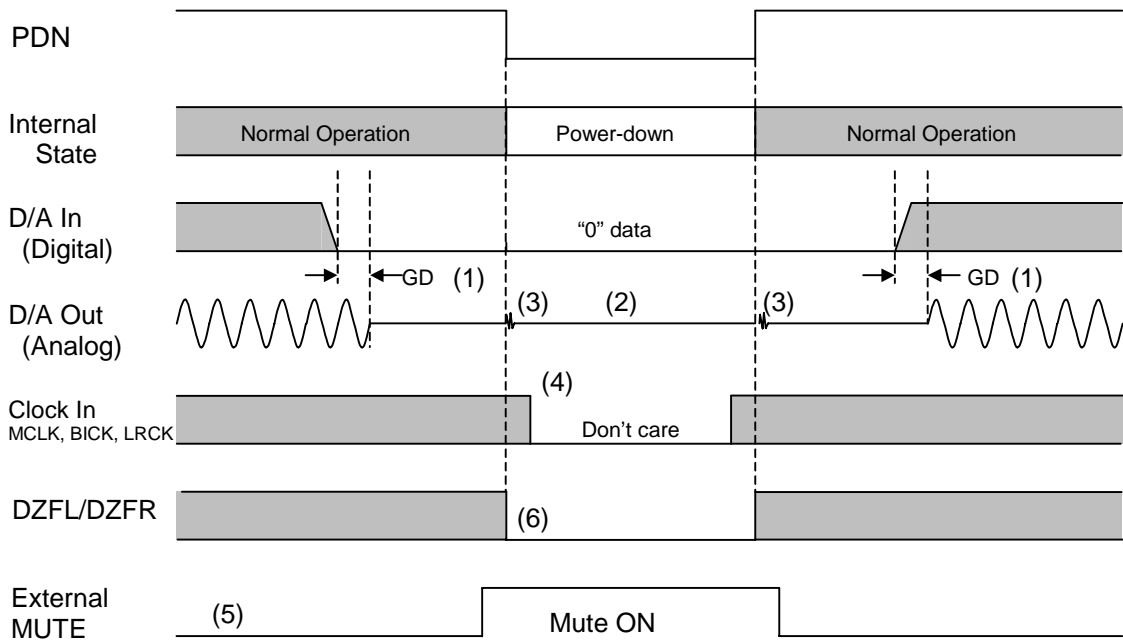 PDN
Internal
State
Normal Operation
Power-down
Normal Operation
D/A In
(Digital)
“0” data
GD (1)
GD (1)
D/A Out
(Analog)
(3)
(2)
(3)
Clock In
MCLK, BICK, LRCK
(4)
Don’t care
DZFL/DZFR
(6)
External
MUTE
(5)
Mute ON